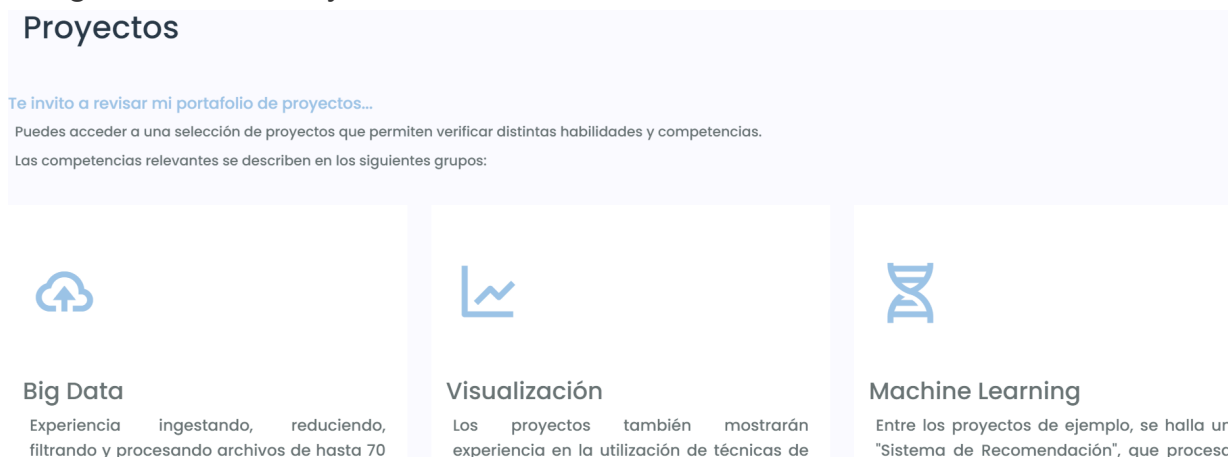 Proyectos
Te invito a revisar mi portafolio de proyectos...
Puedes acceder a una selección de proyectos que permiten verificar distintas habilidades y competencias.
Las competencias relevantes se describen en los siguientes grupos:
Big Data
Experiencia ingestando, reduciendo,
filtrando y procesando archivos de hasta 70
Visualización
Los proyectos también mostrarán
experiencia en la utilización de técnicas de
Machine Learning
Entre los proyectos de ejemplo, se halla un
"Sistema de Recomendación", que procesa